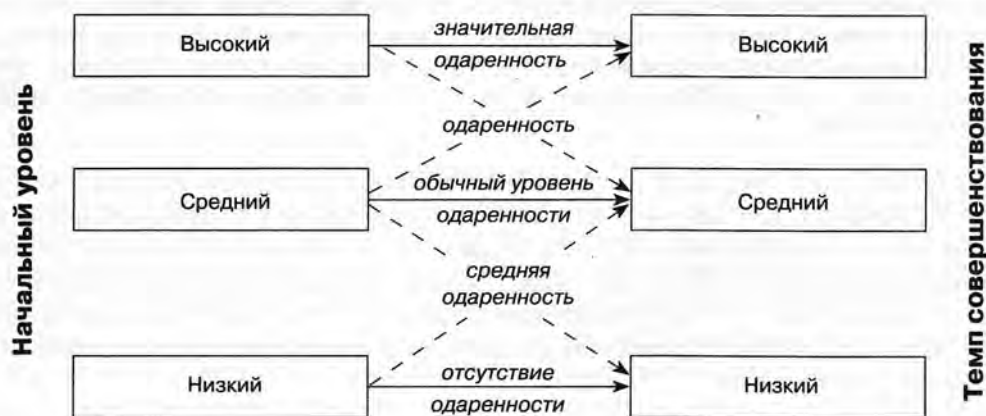 Начальный уровень
Высокий
значительная
одаренность
Высокий
одаренность
Средний
обычный уровень
одаренности
Средний
средняя
одаренность
Низкий
отсутствие
одаренности
Низкий
Темп совершенствования